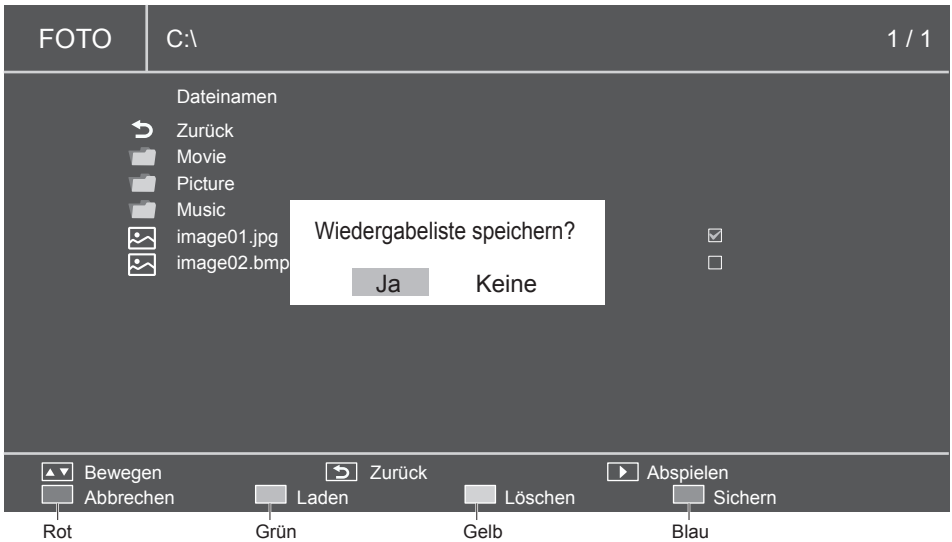 FOTO C:\ 1 / 1
Dateinamen
Zurück
Movie
Picture
Music
image01.jpg
image02.bmp
Wiedergabeliste speichern?
Ja Keine
Bewegen Zurück Abspielen
Abbrechen Laden Löschen Sichern
Rot Grün Gelb Blau